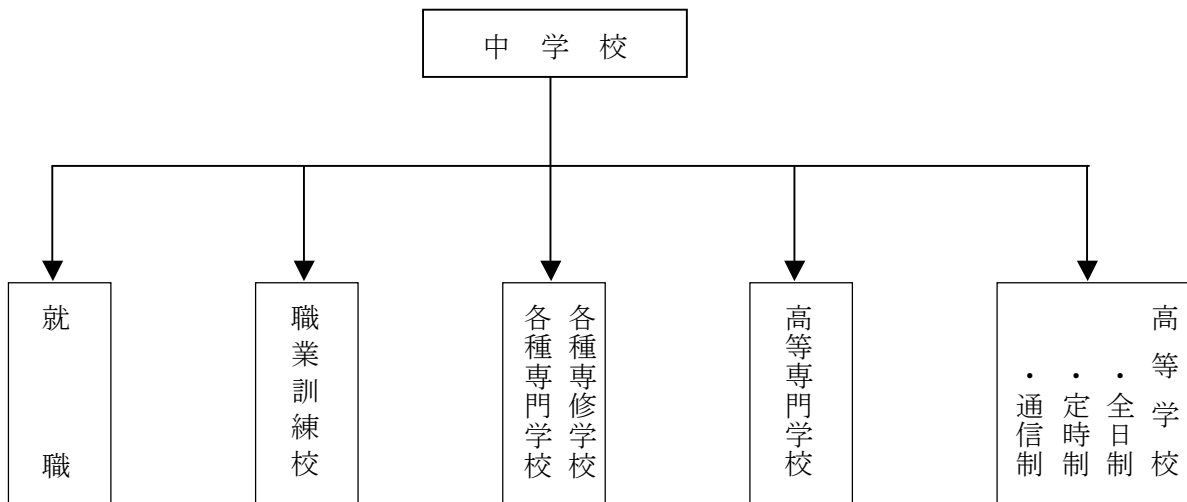 中学校
就職
職業訓練校
各種専修学校
各種専門学校
高等専門学校
高等学校
・全日制
・定時制
・通信制